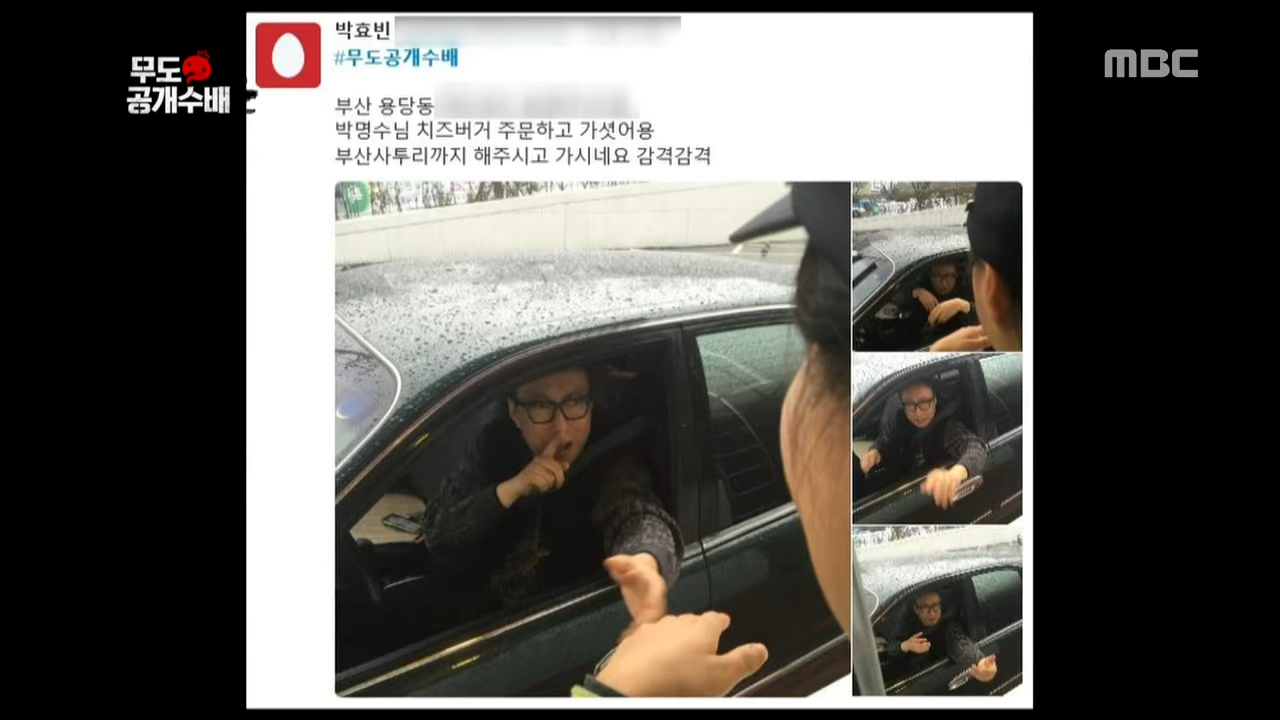 무도
공개수배
MBC
박효빈
#무도공개수배
부산 용당동
박명수님 치즈버거 주문하고 가셧어용
부산사투리까지 해주시고 가시네요 감격감격